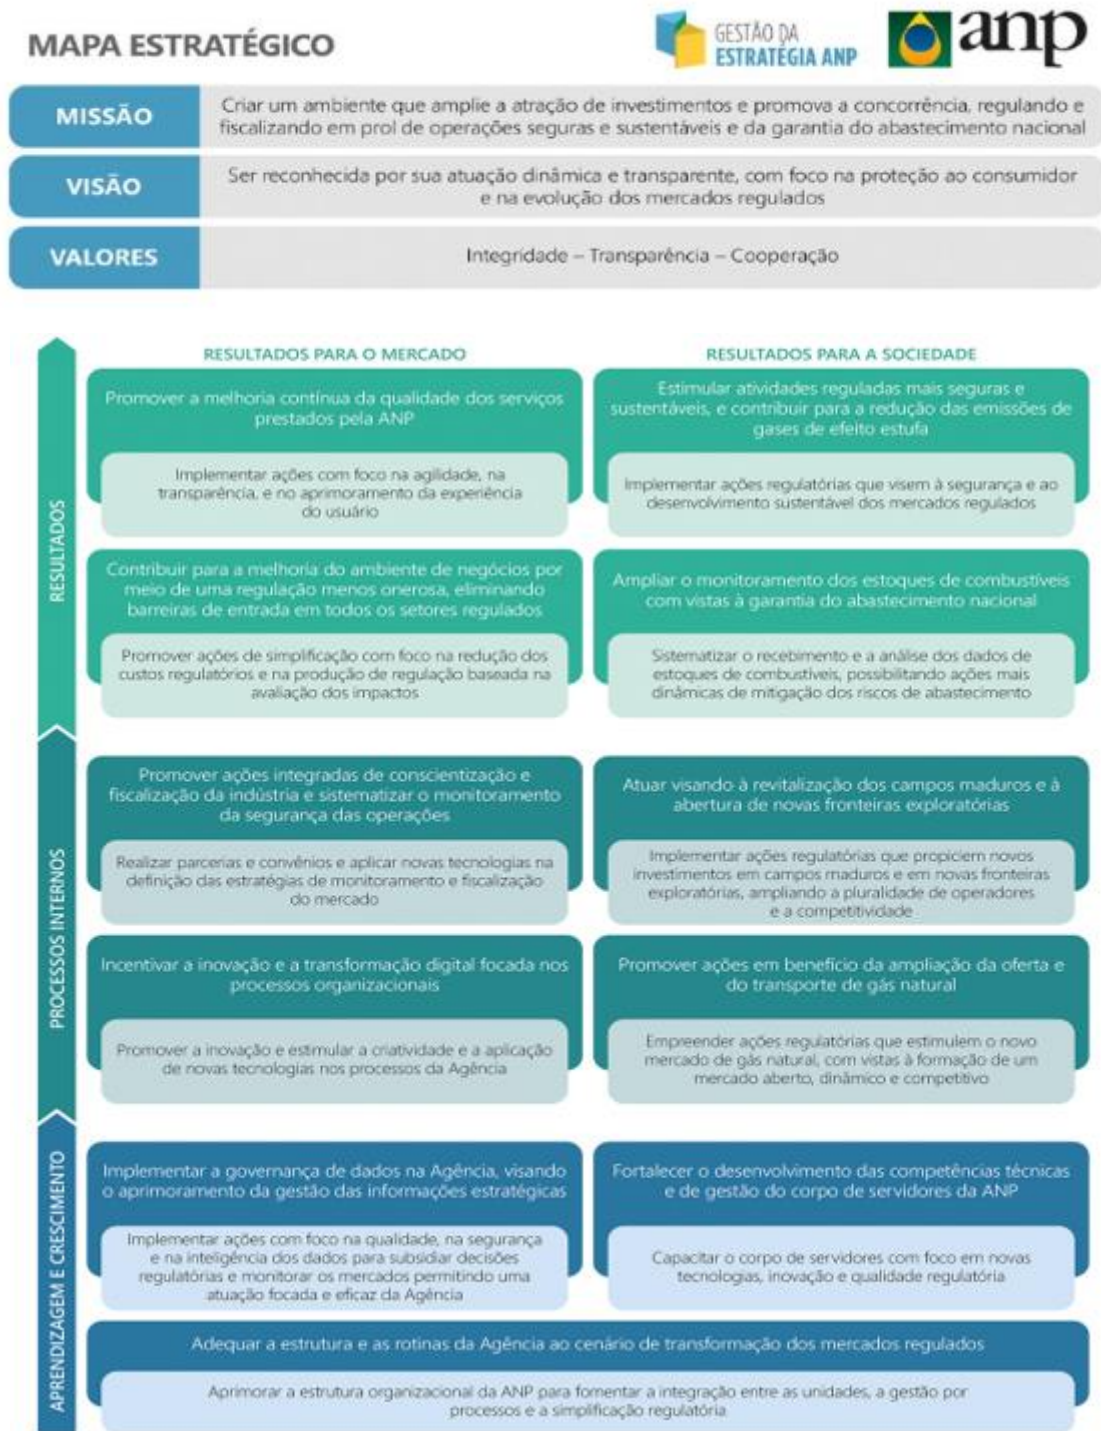 MAPA ESTRATÉGICO
GESTÃO DA
ESTRATÉGIA ANP
anp
MISSÃO
Criar um ambiente que amplie a atração de investimentos e promova a concorrência, regulando e
fiscalizando em prol de operações seguras e sustentáveis e da garantia do abastecimento nacional
VISÃO
Ser reconhecida por sua atuação dinâmica e transparente, com foco na proteção ao consumidor
e na evolução dos mercados regulados
VALORES
Integridade – Transparência – Cooperação
RESULTADOS
RESULTADOS PARA O MERCADO
RESULTADOS PARA A SOCIEDADE
Promover a melhoria contínua da qualidade dos serviços
prestados pela ANP
Implementar ações com foco na agilidade, na
transparência, e no aprimoramento da experiência
do usuário
Estimular atividades reguladas mais seguras e
sustentáveis, e contribuir para a redução das emissões de
gases de efeito estufa
Implementar ações regulatórias que visem à segurança e ao
desenvolvimento sustentável dos mercados regulados
Contribuir para a melhoria do ambiente de negócios por
meio de uma regulação menos onerosa, eliminando
barreiras de entrada em todos os setores regulados
Promover ações de simplificação com foco na redução dos
custos regulatórios e na produção de regulação baseada na
avaliação dos impactos
Ampliar o monitoramento dos estoques de combustíveis
com vistas à garantia do abastecimento nacional
Sistematizar o recebimento e a análise dos dados de
estoques de combustíveis, possibilitando ações mais
dinâmicas de mitigação dos riscos de abastecimento
PROCESSOS INTERNOS
Promover ações integradas de conscientização e
fiscalização da indústria e sistematizar o monitoramento
da segurança das operações
Realizar parcerias e convênios e aplicar novas tecnologias na
definição das estratégias de monitoramento e fiscalização
do mercado
Atuar visando à revitalização dos campos maduros e à
abertura de novas fronteiras exploratórias
Implementar ações regulatórias que propiciem novos
investimentos em campos maduros e em novas fronteiras
exploratórias, ampliando a pluralidade de operadores
e a competitividade
Incentivar a inovação e a transformação digital focada nos
processos organizacionais
Promover a inovação e estimular a criatividade e a aplicação
de novas tecnologias nos processos da Agência
Promover ações em benefício da ampliação da oferta e
do transporte de gás natural
Empreender ações regulatórias que estimulem o novo
mercado de gás natural, com vistas à formação de um
mercado aberto, dinâmico e competitivo
APRENDIZAGEM E CRESCIMENTO
Implementar a governança de dados na Agência, visando
o aprimoramento da gestão das informações estratégicas
Implementar ações com foco na qualidade, na segurança
e na inteligência dos dados para subsidiar decisões
regulatórias e monitorar os mercados permitindo uma
atuação focada e eficaz da Agência
Fortalecer o desenvolvimento das competências técnicas
e de gestão do corpo de servidores da ANP
Capacitar o corpo de servidores com foco em novas
tecnologias, inovação e qualidade regulatória
Adequar a estrutura e as rotinas da Agência ao cenário de transformação dos mercados regulados
Aprimorar a estrutura organizacional da ANP para fomentar a integração entre as unidades, a gestão por
processos e a simplificação regulatória